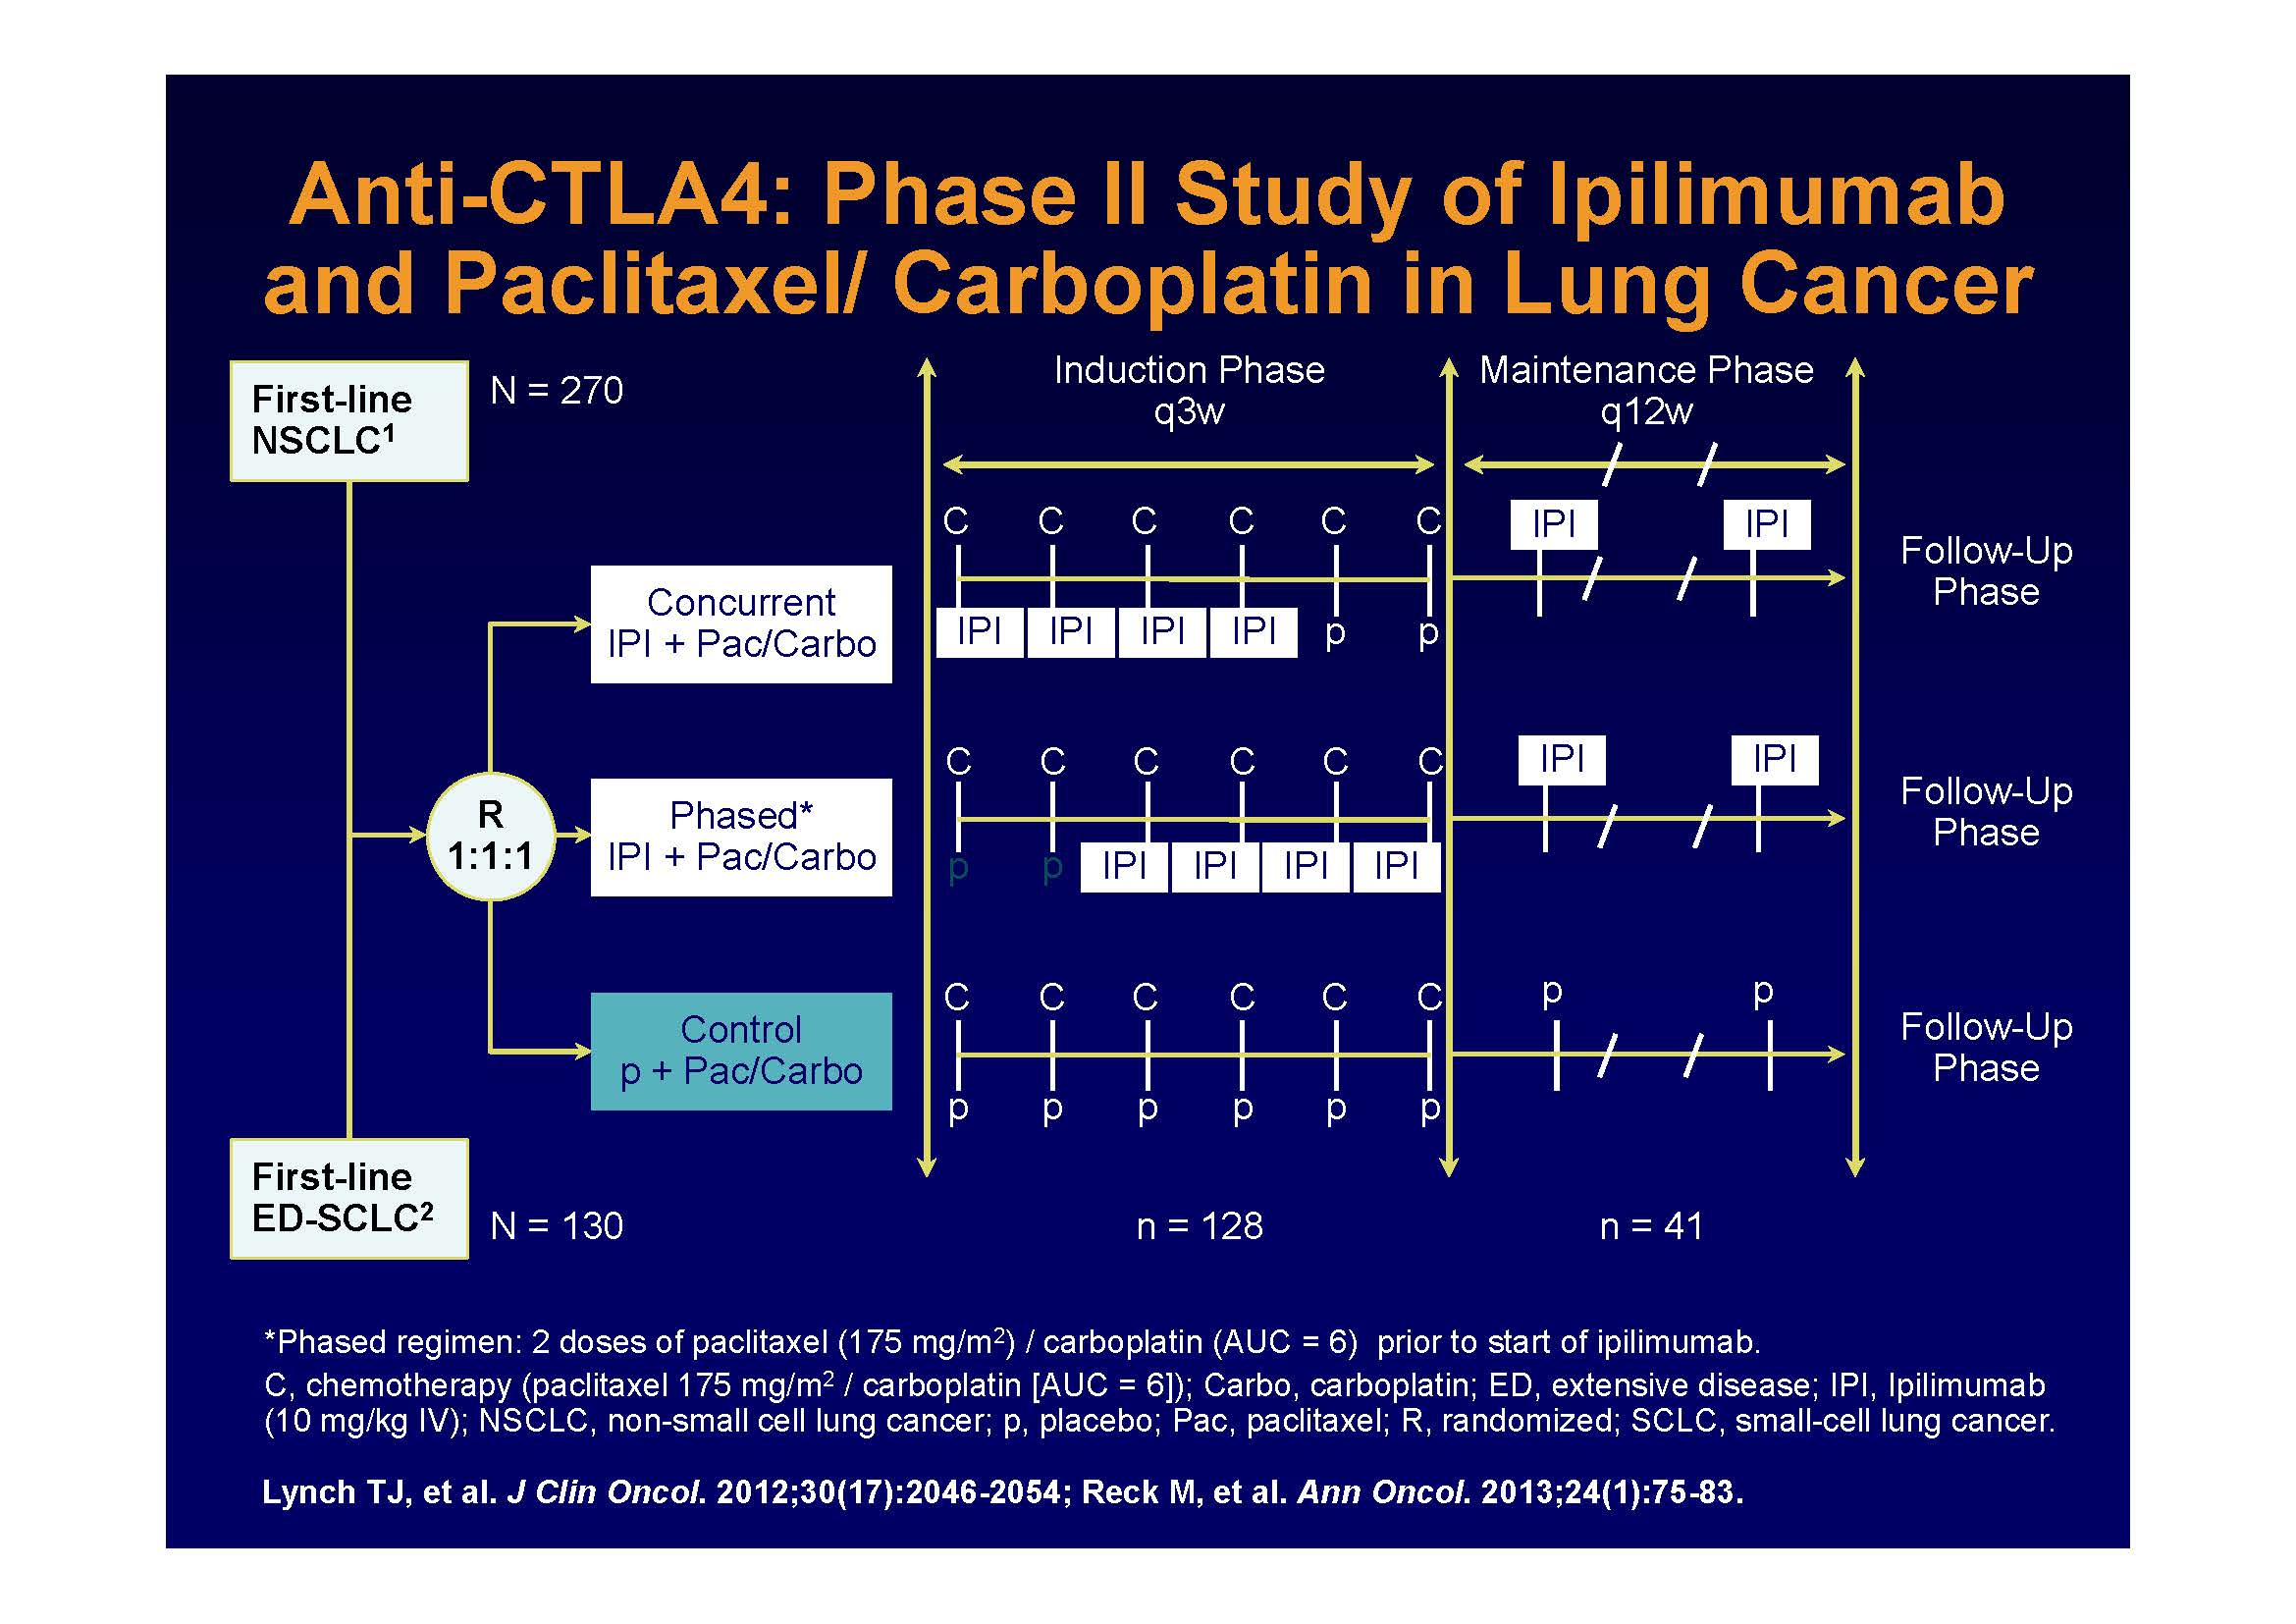 Anti-CTLA4: Phase II Study of Ipilimumab
and Paclitaxel/ Carboplatin in Lung Cancer
First-line
NSCLC¹
N = 270
Induction Phase
q3w
Maintenance Phase
q12w
C C C C C C
IPI IPI
Concurrent
IPI + Pac/Carbo
IPI IPI IPI IPI p p
Follow-Up
Phase
R
1:1:1
C C C C C C
IPI IPI
Phased*
IPI + Pac/Carbo
p p IPI IPI IPI IPI
Follow-Up
Phase
C C C C C C
p p
Control
p + Pac/Carbo
p p p p p p
Follow-Up
Phase
First-line
ED-SCLC²
N = 130
n = 128
n = 41
*Phased regimen: 2 doses of paclitaxel (175 mg/m²) / carboplatin (AUC = 6) prior to start of ipilimumab.
C, chemotherapy (paclitaxel 175 mg/m² / carboplatin [AUC = 6]); Carbo, carboplatin; ED, extensive disease; IPI, Ipilimumab
(10 mg/kg IV); NSCLC, non-small cell lung cancer; p, placebo; Pac, paclitaxel; R, randomized; SCLC, small-cell lung cancer.
Lynch TJ, et al. J Clin Oncol. 2012;30(17):2046-2054; Reck M, et al. Ann Oncol. 2013;24(1):75-83.